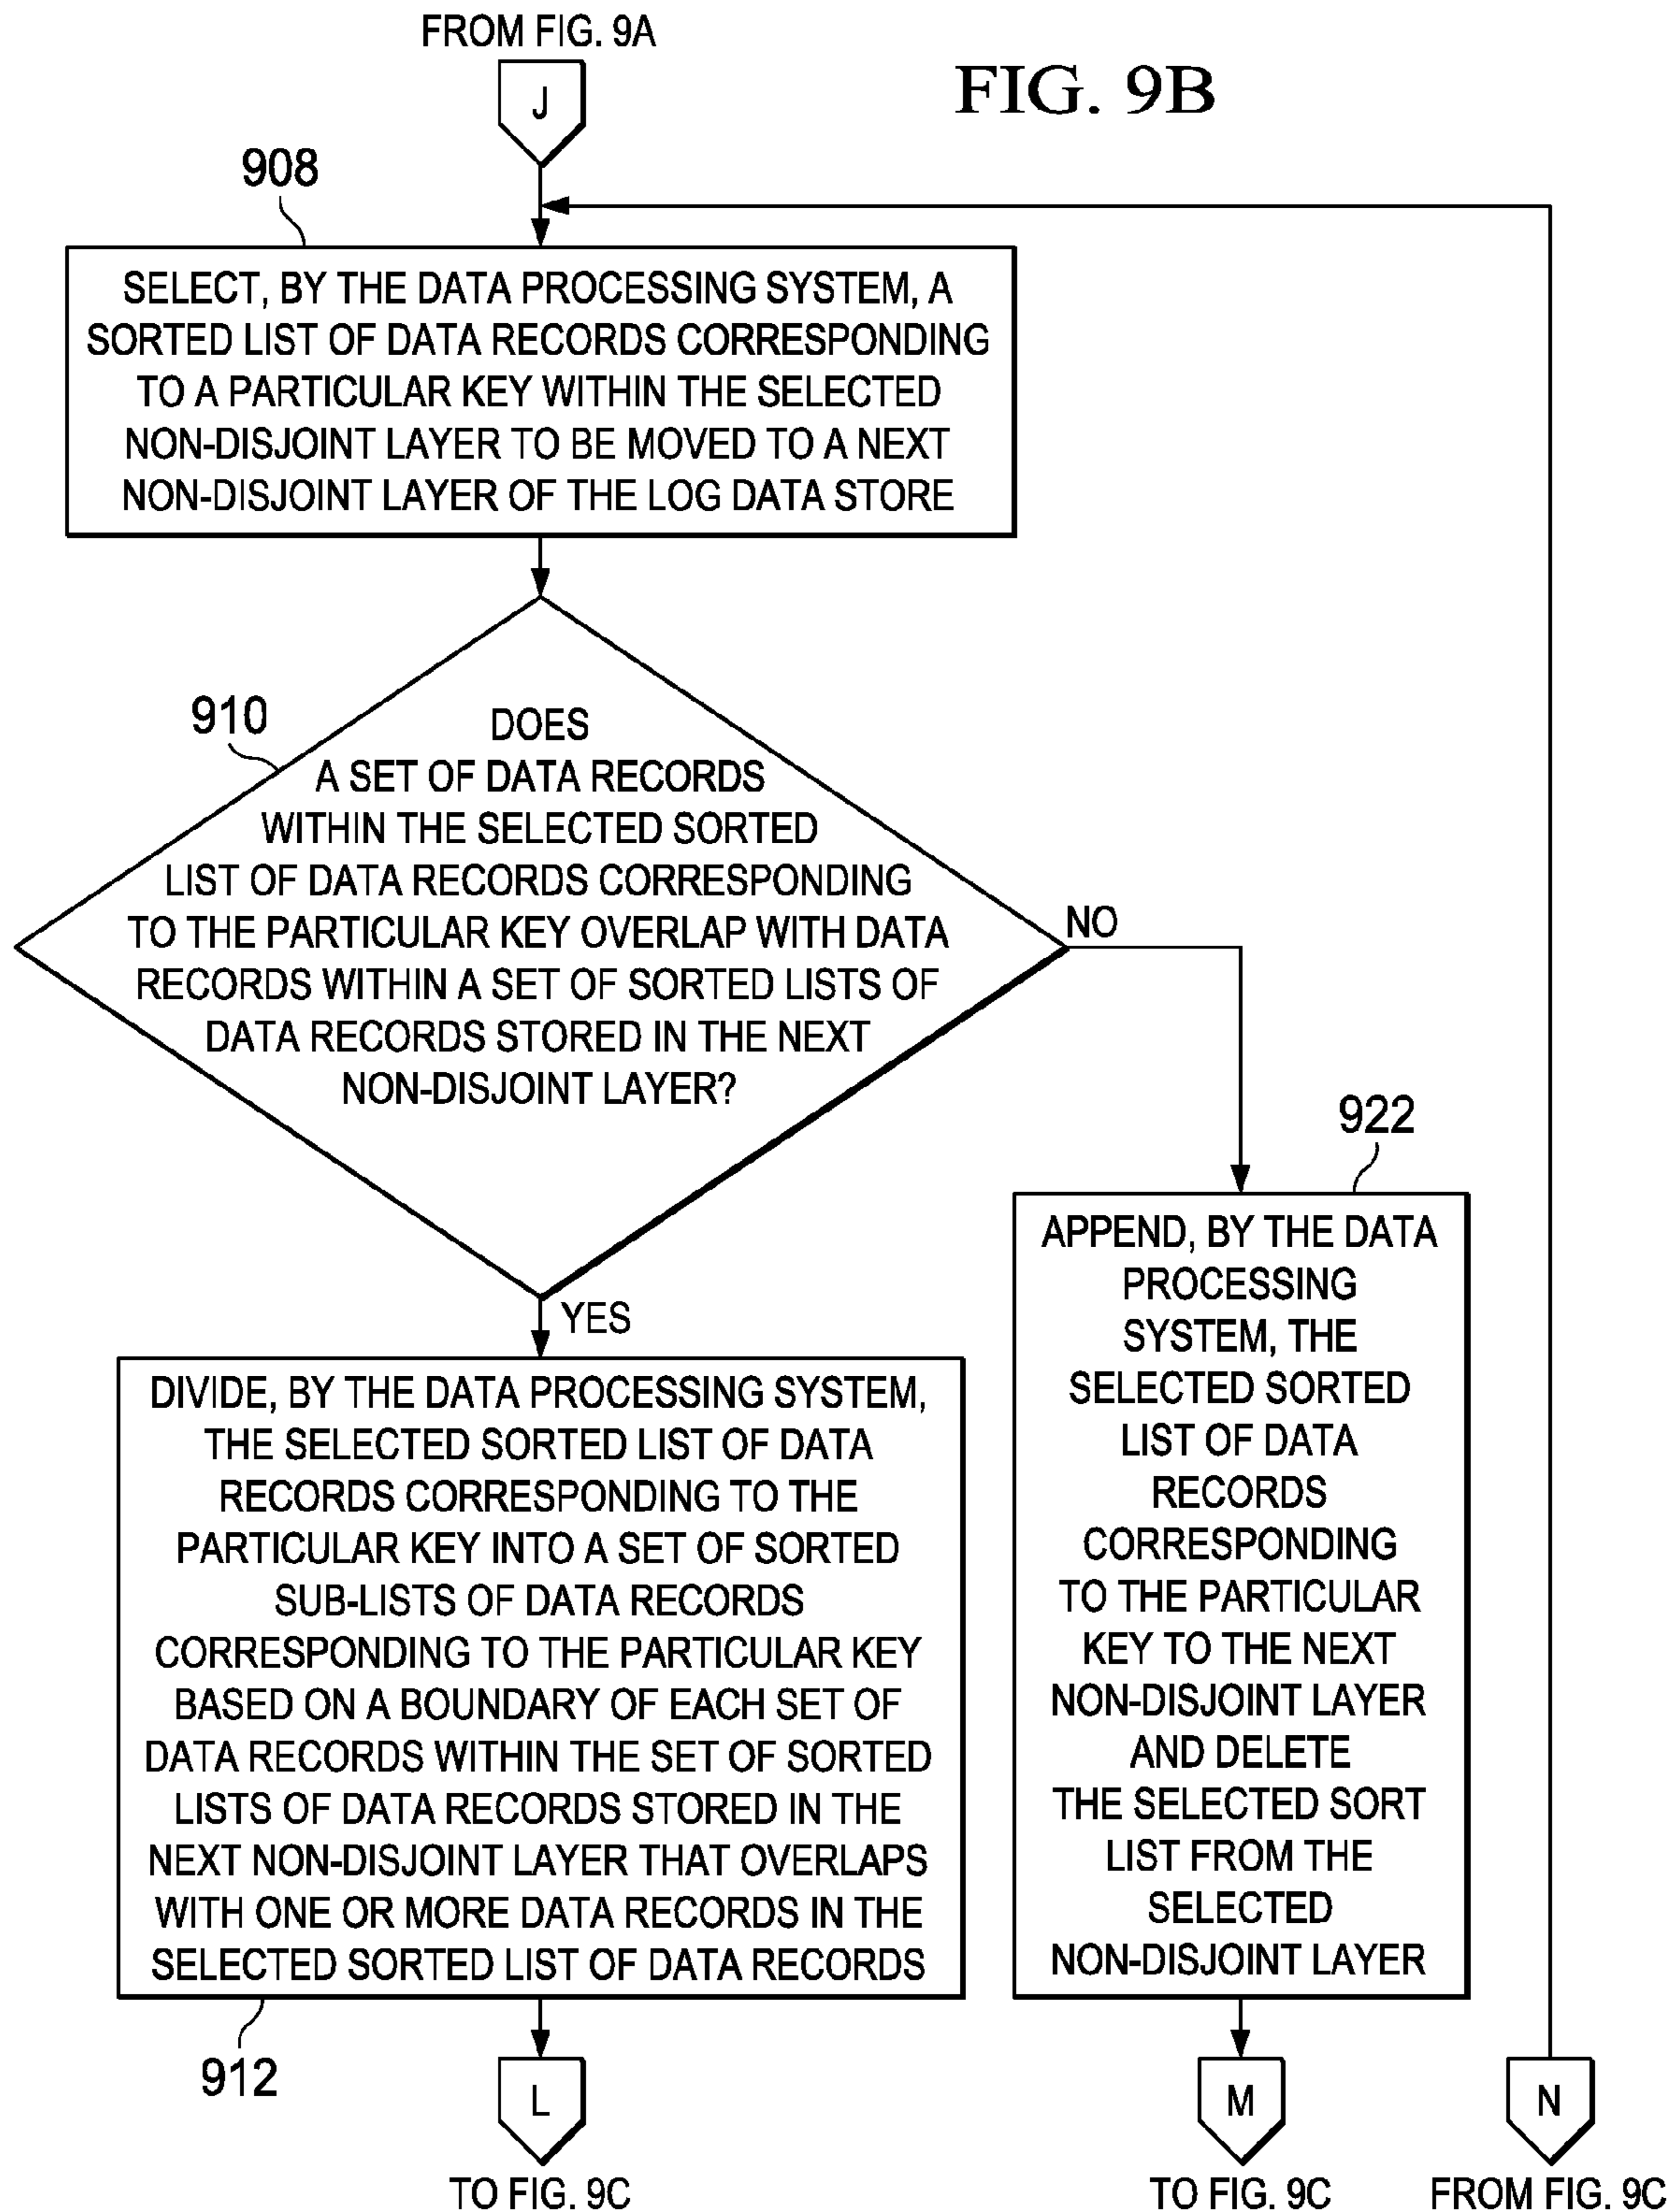 FROM FIG. 9A
J
FIG. 9B
908
SELECT, BY THE DATA PROCESSING SYSTEM, A
SORTED LIST OF DATA RECORDS CORRESPONDING
TO A PARTICULAR KEY WITHIN THE SELECTED
NON-DISJOINT LAYER TO BE MOVED TO A NEXT
NON-DISJOINT LAYER OF THE LOG DATA STORE
910
DOES
A SET OF DATA RECORDS
WITHIN THE SELECTED SORTED
LIST OF DATA RECORDS CORRESPONDING
TO THE PARTICULAR KEY OVERLAP WITH DATA
RECORDS WITHIN A SET OF SORTED LISTS OF
DATA RECORDS STORED IN THE NEXT
NON-DISJOINT LAYER?
NO
YES
922
APPEND, BY THE DATA
PROCESSING
SYSTEM, THE
SELECTED SORTED
LIST OF DATA
RECORDS
CORRESPONDING
TO THE PARTICULAR
KEY TO THE NEXT
NON-DISJOINT LAYER
AND DELETE
THE SELECTED SORT
LIST FROM THE
SELECTED
NON-DISJOINT LAYER
DIVIDE, BY THE DATA PROCESSING SYSTEM,
THE SELECTED SORTED LIST OF DATA
RECORDS CORRESPONDING TO THE
PARTICULAR KEY INTO A SET OF SORTED
SUB-LISTS OF DATA RECORDS
CORRESPONDING TO THE PARTICULAR KEY
BASED ON A BOUNDARY OF EACH SET OF
DATA RECORDS WITHIN THE SET OF SORTED
LISTS OF DATA RECORDS STORED IN THE
NEXT NON-DISJOINT LAYER THAT OVERLAPS
WITH ONE OR MORE DATA RECORDS IN THE
SELECTED SORTED LIST OF DATA RECORDS
912
L
TO FIG. 9C
M
TO FIG. 9C
N
FROM FIG. 9C